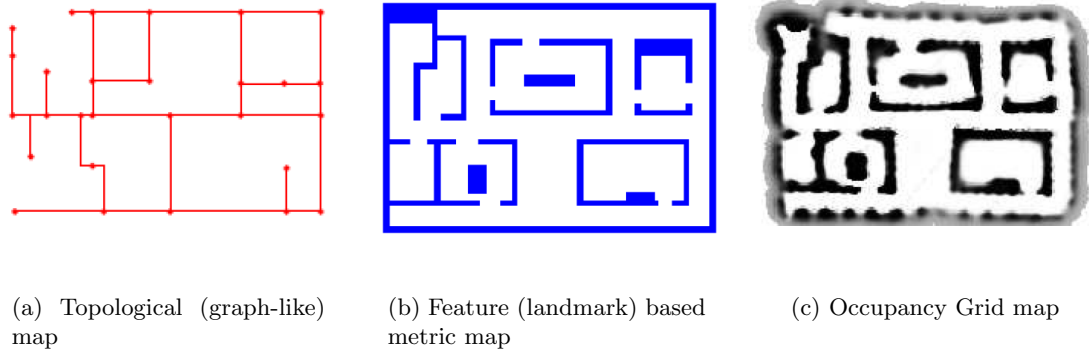 (a) Topological (graph-like)
map
(b) Feature (landmark) based
metric map
(c) Occupancy Grid map